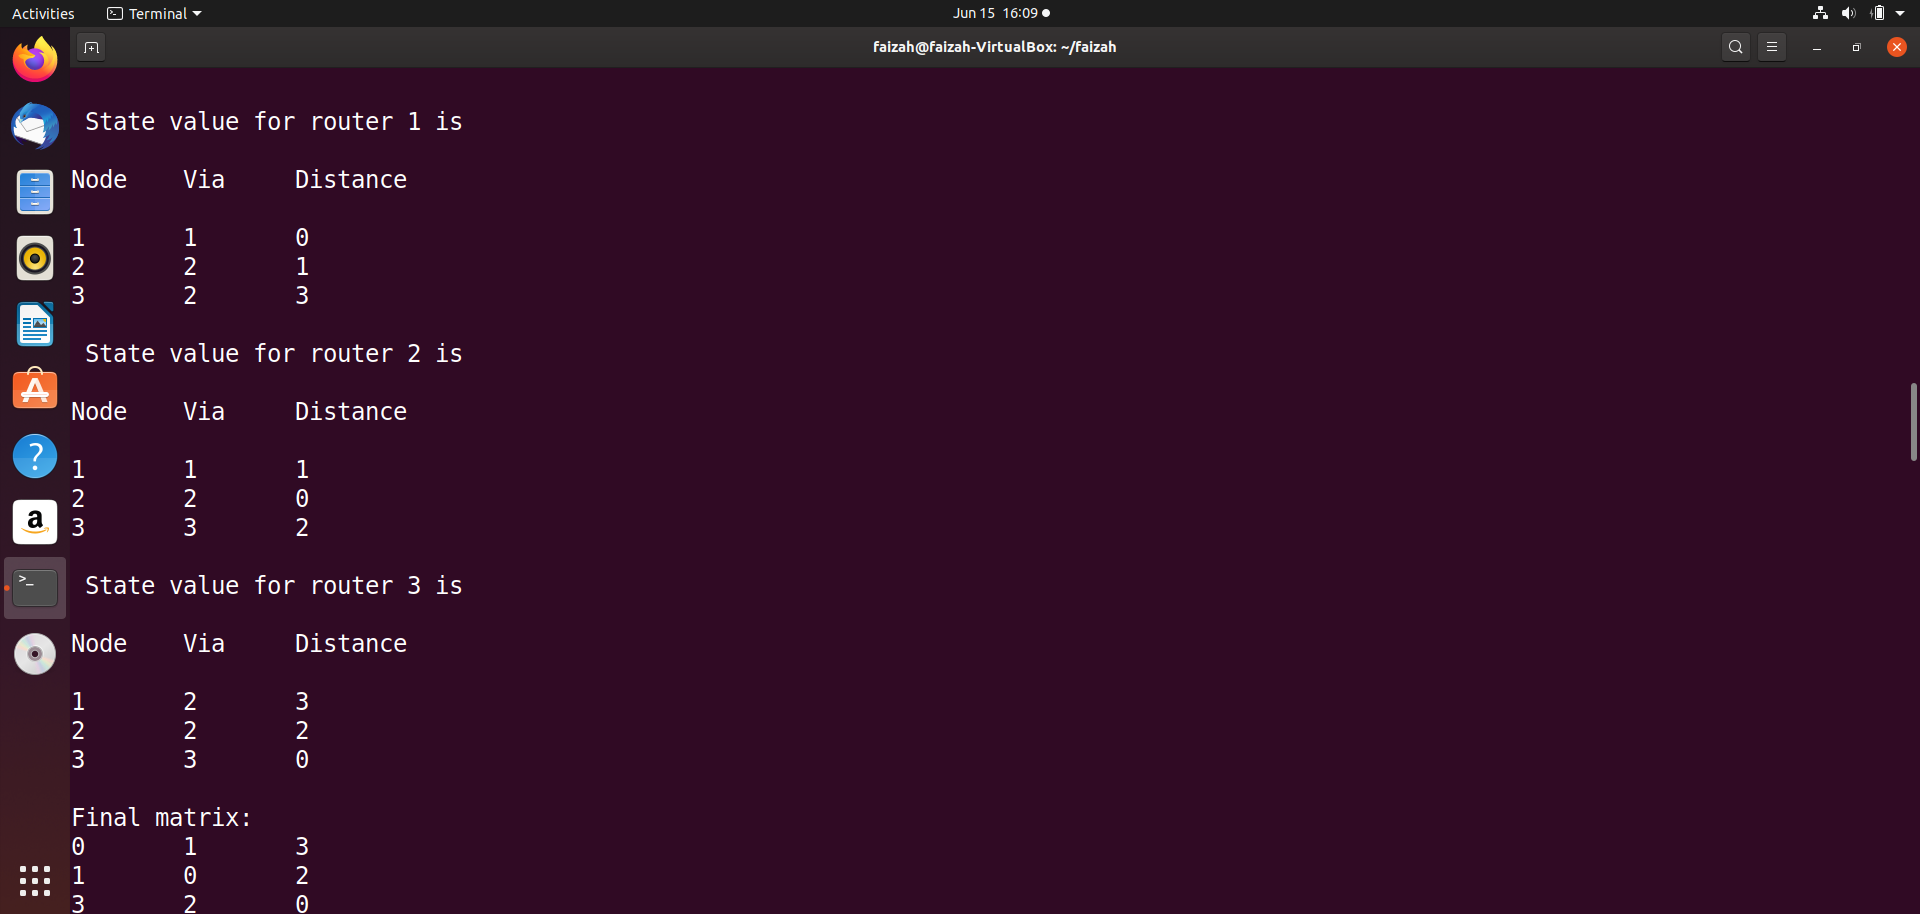 Activities Terminal Jun 15 16:09
faizah@faizah-VirtualBox: ~/faizah
State value for router 1 is
Node Via Distance
1 1 0
2 2 1
3 2 3
State value for router 2 is
Node Via Distance
1 1 1
2 2 0
3 3 2
State value for router 3 is
Node Via Distance
1 2 3
2 2 2
3 3 0
Final matrix:
0 1 3
1 0 2
3 2 0